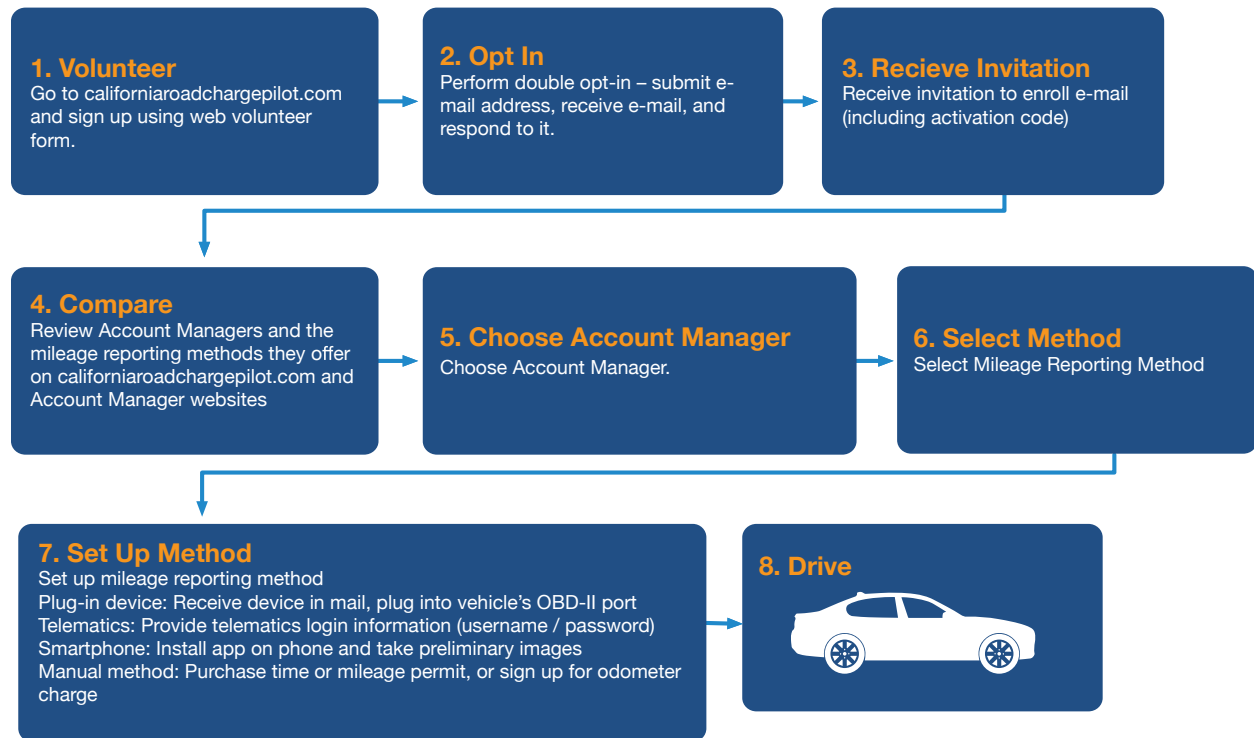 1. Volunteer
Go to californiaroadchargepilot.com
and sign up using web volunteer
form.
2. Opt In
Perform double opt-in – submit e-
mail address, receive e-mail, and
respond to it.
3. Recieve Invitation
Receive invitation to enroll e-mail
(including activation code)
4. Compare
Review Account Managers and the
mileage reporting methods they offer
on californiaroadchargepilot.com and
Account Manager websites
5. Choose Account Manager
Choose Account Manager.
6. Select Method
Select Mileage Reporting Method
7. Set Up Method
Set up mileage reporting method
Plug-in device: Receive device in mail, plug into vehicle’s OBD-II port
Telematics: Provide telematics login information (username / password)
Smartphone: Install app on phone and take preliminary images
Manual method: Purchase time or mileage permit, or sign up for odometer
charge
8. Drive